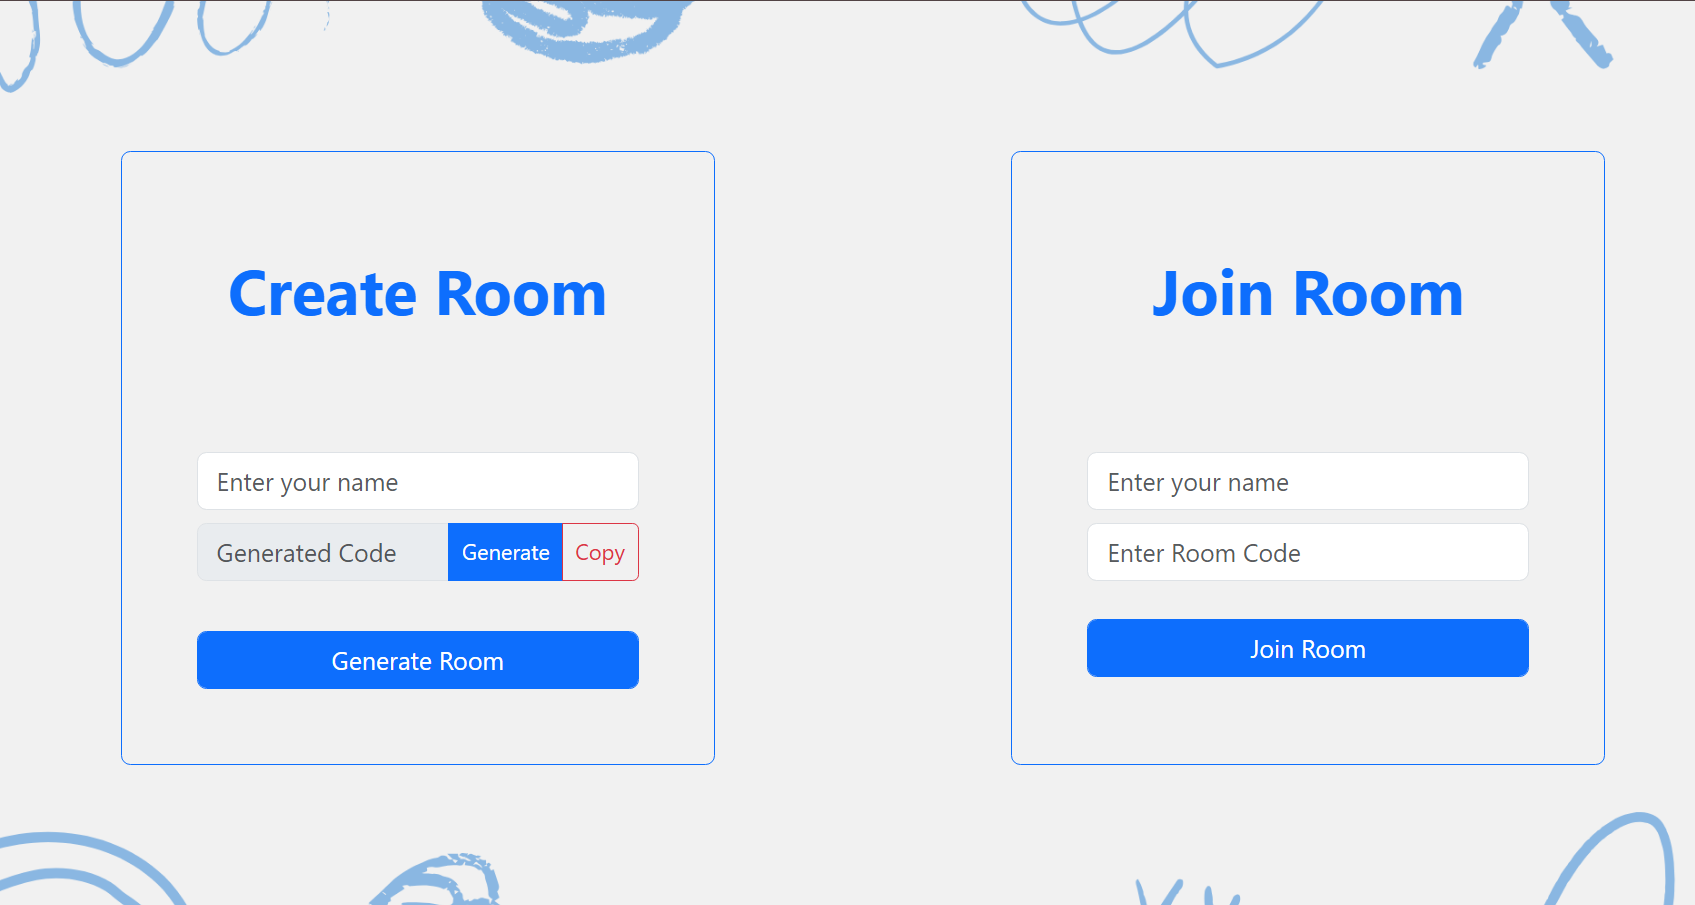 Create Room
Enter your name
Generated Code Generate Copy
Generate Room
Join Room
Enter your name
Enter Room Code
Join Room